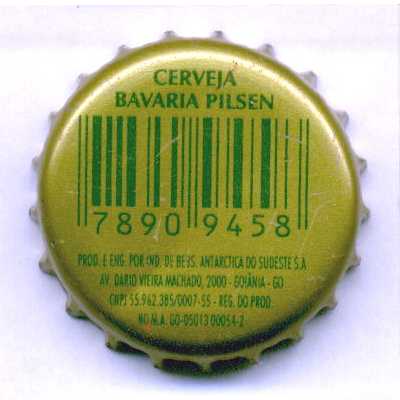 CERVEJA
BAVARIA PILSEN
7890 9458
PROD. E ENG. POR IND. DE BEBS. ANTARCTICA DO SUDESTE S.A
AV. DARIO VIEIRA MACHADO, 2000 - GOIÂNIA - GO
CNPJ 55.962.385/0007-55 - REG. DO PROD.
NO M.A. GO-05013 00054-2